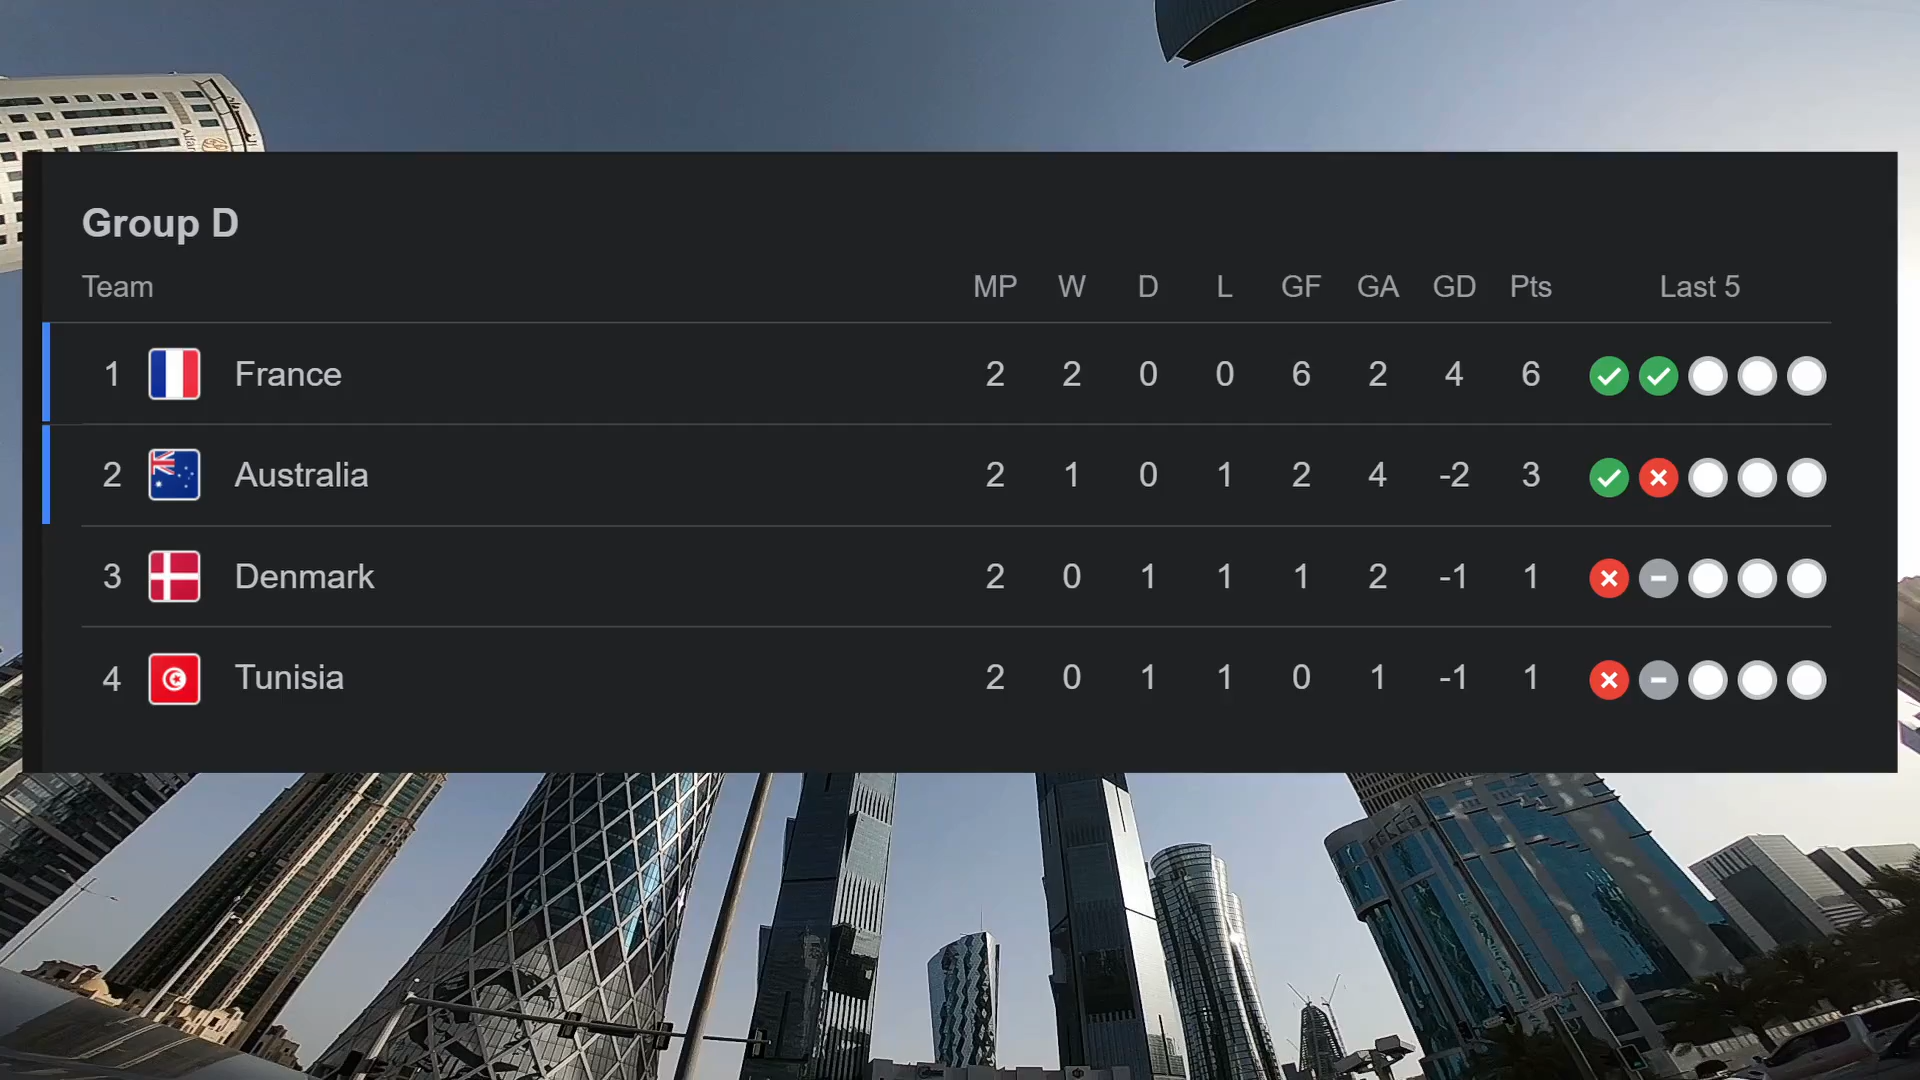 Group D
Team MP W D L GF GA GD Pts Last 5
1 France 2 2 0 0 6 2 4 6
2 Australia 2 1 0 1 2 4 -2 3
3 Denmark 2 0 1 1 1 2 -1 1
4 Tunisia 2 0 1 1 0 1 -1 1